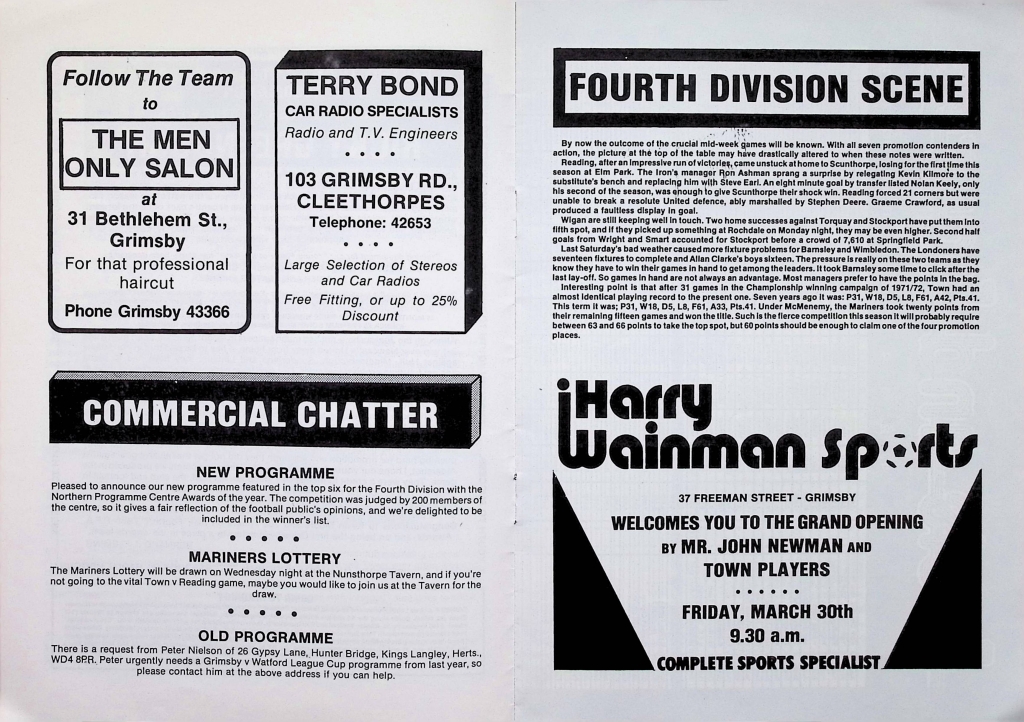 Follow The Team
to
THE MEN
ONLY SALON
at
31 Bethlehem St.,
Grimsby
For that professional
haircut
Phone Grimsby 43366
TERRY BOND
CAR RADIO SPECIALISTS
Radio and T.V. Engineers
• • • •
103 GRIMSBY RD.,
CLEETHORPES
Telephone: 42653
• • • •
Large Selection of Stereos
and Car Radios
Free Fitting, or up to 25%
Discount
COMMERCIAL CHATTER
NEW PROGRAMME
Pleased to announce our new programme featured in the top six for the Fourth Division with the
Northern Programme Centre Awards of the year. The competition was judged by 200 members of
the centre, so it gives a fair reflection of the football public's opinions, and we're delighted to be
included in the winner's list.
• • • • •
MARINERS LOTTERY
The Mariners Lottery will be drawn on Wednesday night at the Nunsthorpe Tavern, and if you're
not going to the vital Town v Reading game, maybe you would like to join us at the Tavern for the
draw.
• • • • •
OLD PROGRAMME
There is a request from Peter Nielson of 26 Gypsy Lane, Hunter Bridge, Kings Langley, Herts.,
WD4 8PR. Peter urgently needs a Grimsby v Watford League Cup programme from last year, so
please contact him at the above address if you can help.
FOURTH DIVISION SCENE
By now the outcome of the crucial mid-week games will be known. With all seven promotion contenders in
action, the picture at the top of the table may have drastically altered to when these notes were written.
Reading, after an impressive run of victories, came unstuck at home to Scunthorpe, losing for the first time this
season at Elm Park. The Iron's manager Ron Ashman sprang a surprise by relegating Kevin Kilmore to the
substitute's bench and replacing him with Steve Earl. An eight minute goal by transfer listed Nolan Keely, only
his second of the season, was enough to give Scunthorpe their shock win. Reading forced 21 corners but were
unable to break a resolute United defence, ably marshalled by Stephen Deere. Graeme Crawford, as usual
produced a faultless display in goal.
Wigan are still keeping well in touch. Two home successes against Torquay and Stockport have put them into
fifth spot, and if they picked up something at Rochdale on Monday night, they may be even higher. Second half
goals from Wright and Smart accounted for Stockport before a crowd of 7,610 at Springfield Park.
Last Saturday's bad weather caused more fixture problems for Barnsley and Wimbledon. The Londoners have
seventeen fixtures to complete and Allan Clarke's boys sixteen. The pressure is really on these two teams as they
know they have to win their games in hand to get among the leaders. It took Barnsley some time to click after the
last lay-off. So games in hand are not always an advantage. Most managers prefer to have the points in the bag.
Interesting point is that after 31 games in the Championship winning campaign of 1971/72, Town had an
almost identical playing record to the present one. Seven years ago it was: P31, W18, D5, L8, F61, A42, Pts.41.
This term it was; P31, W18, D5, L8, F61, A33, Pts.41. Under McMenemy, the Mariners took twenty points from
their remaining fifteen games and won the title. Such is the fierce competition this season it will probably require
between 63 and 66 points to take the top spot, but 60 points should be enough to claim one of the four promotion
places.
Harry
Wainman Sports
37 FREEMAN STREET - GRIMSBY
WELCOMES YOU TO THE GRAND OPENING
BY MR. JOHN NEWMAN AND
TOWN PLAYERS
• • • • • •
FRIDAY, MARCH 30th
9.30 a.m.
COMPLETE SPORTS SPECIALIST